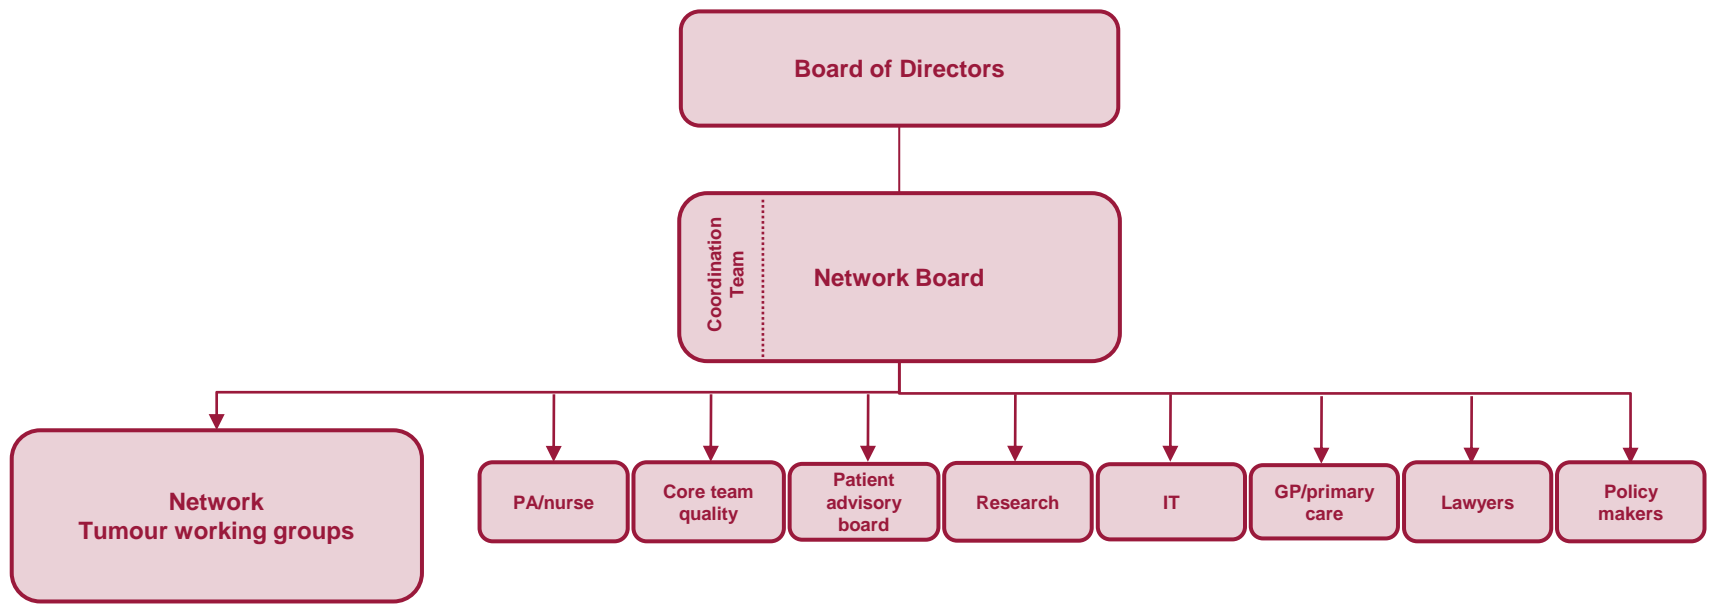 Board of Directors
Coordination
Team
Network Board
Network
Tumour working groups
PA/nurse
Core team
quality
Patient
advisory
board
Research
IT
GP/primary
care
Lawyers
Policy
makers